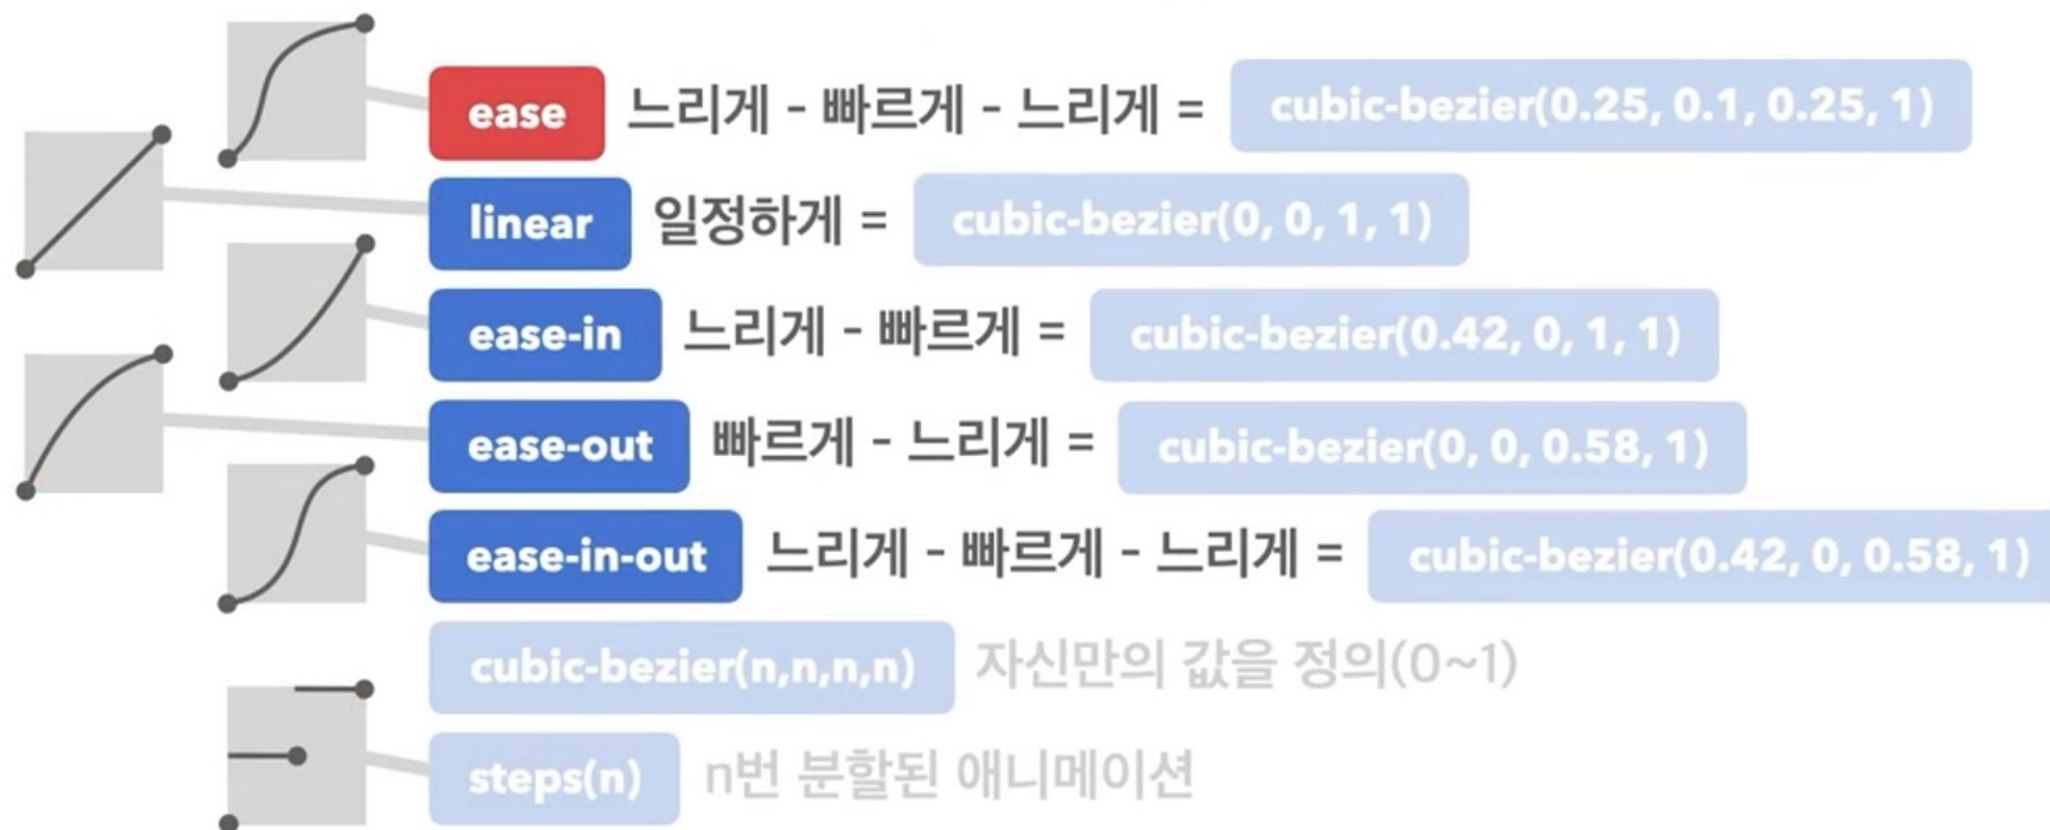 ease 느리게 - 빠르게 - 느리게 = cubic-bezier(0.25, 0.1, 0.25, 1)
linear 일정하게 = cubic-bezier(0, 0, 1, 1)
ease-in 느리게 - 빠르게 = cubic-bezier(0.42, 0, 1, 1)
ease-out 빠르게 - 느리게 = cubic-bezier(0, 0, 0.58, 1)
ease-in-out 느리게 - 빠르게 - 느리게 = cubic-bezier(0.42, 0, 0.58, 1)
cubic-bezier(n,n,n,n) 자신만의 값을 정의(0~1)
steps(n) n번 분할된 애니메이션